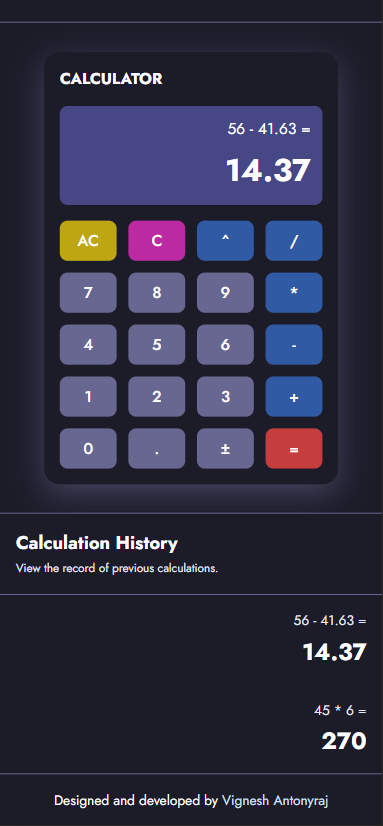 CALCULATOR
56 - 41.63 =
14.37
AC C ^ /
7 8 9 *
4 5 6 -
1 2 3 +
0 . ± =
Calculation History
View the record of previous calculations.
56 - 41.63 =
14.37
45 * 6 =
270
Designed and developed by Vignesh Antonyraj